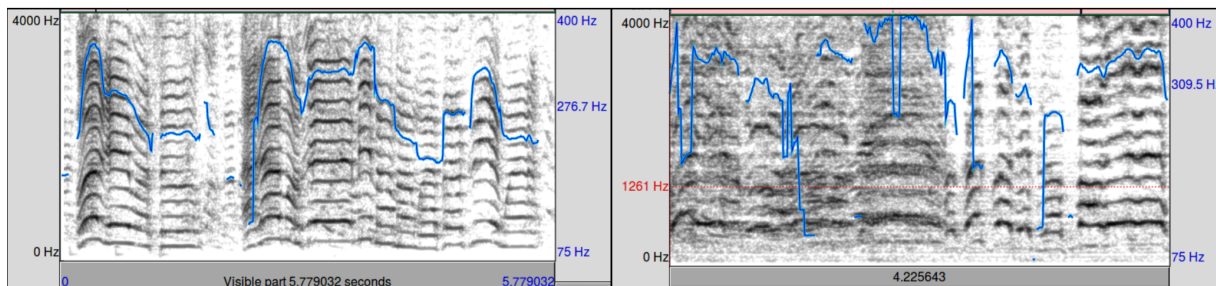 4000 Hz
400 Hz
276.7 Hz
0 Hz
75 Hz
0
Visible part 5.779032 seconds
5.779032
4000 Hz
400 Hz
309.5 H
1261 Hz
0 Hz
75 Hz
4.225643